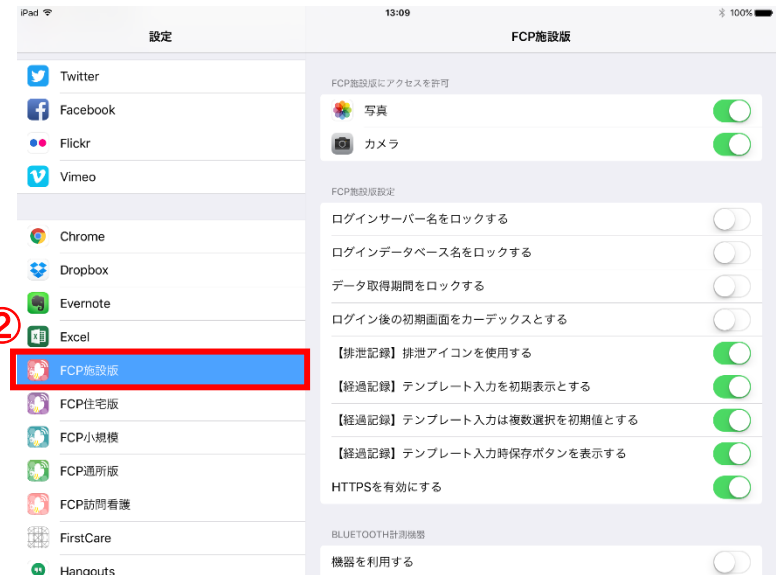 iPad 13:09 100%
設定
FCP施設版
Twitter
Facebook
Flickr
Vimeo
Chrome
Dropbox
Evernote
②
Excel
FCP施設版
FCP住宅版
FCP小規模
FCP通所版
FCP訪問看護
FirstCare
Hangouts
FCP施設版にアクセスを許可
写真
カメラ
FCP施設版設定
ログインサーバー名をロックする
ログインデータベース名をロックする
データ取得期間をロックする
ログイン後の初期画面をカーデックスとする
【排泄記録】排泄アイコンを使用する
【経過記録】テンプレート入力を初期表示とする
【経過記録】テンプレート入力は複数選択を初期値とする
【経過記録】テンプレート入力時保存ボタンを表示する
HTTPSを有効にする
BLUETOOTH計測機器
機器を利用する